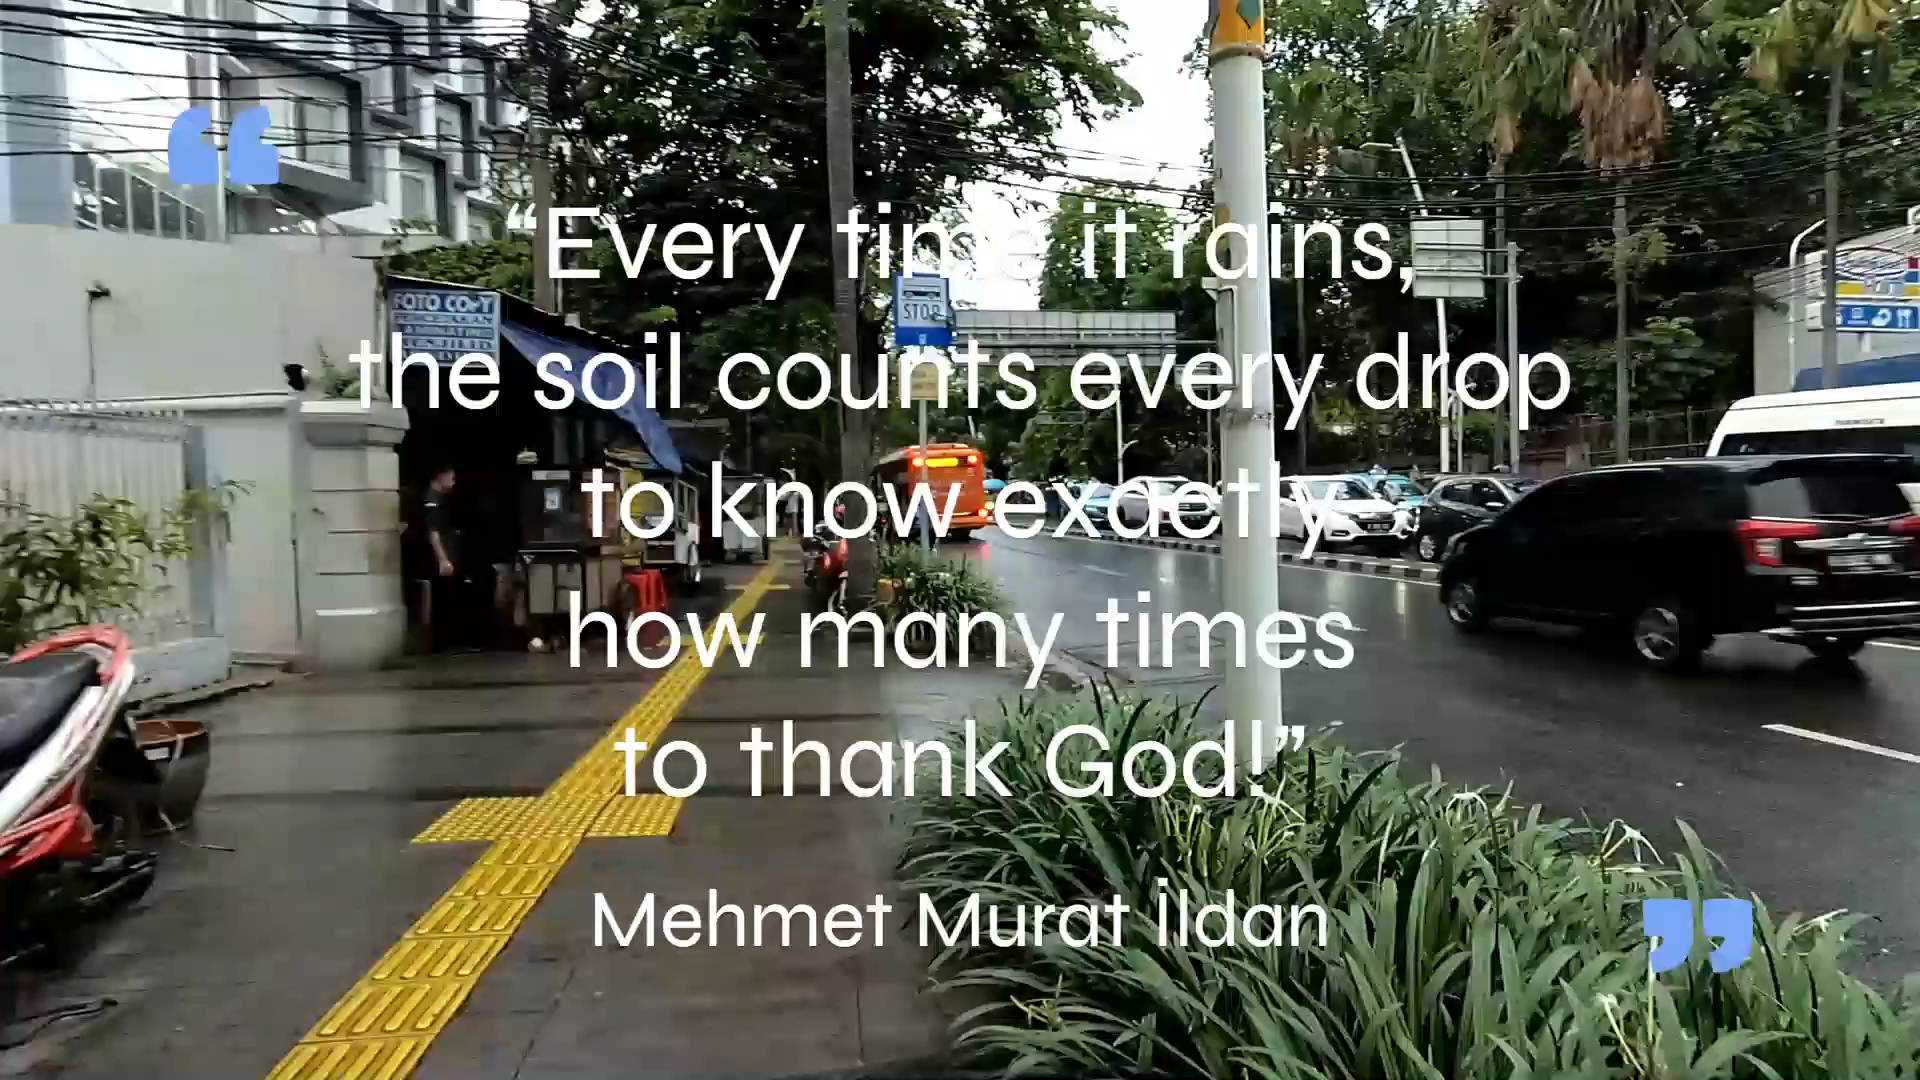 “Every time it rains,
the soil counts every drop
to know exactly
how many times
to thank God!”
Mehmet Murat İldan
FOTO COPY
STOP